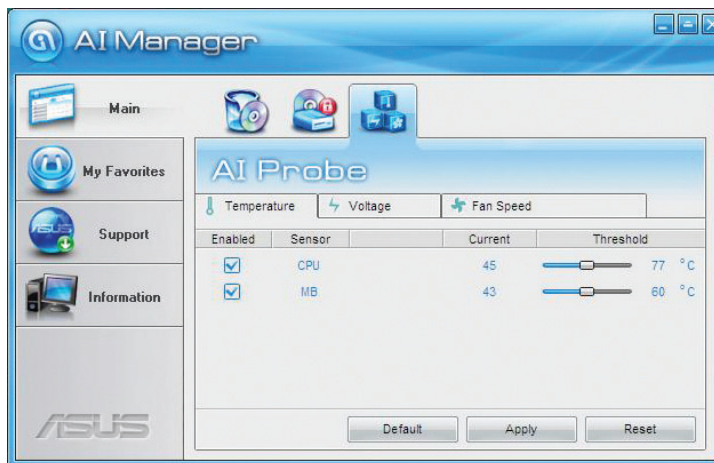 AI Manager
Main
My Favorites
Support
Information
ASUS
AI Probe
Temperature Voltage Fan Speed
Enabled Sensor Current Threshold
CPU 45 77 °C
MB 43 60 °C
Default Apply Reset